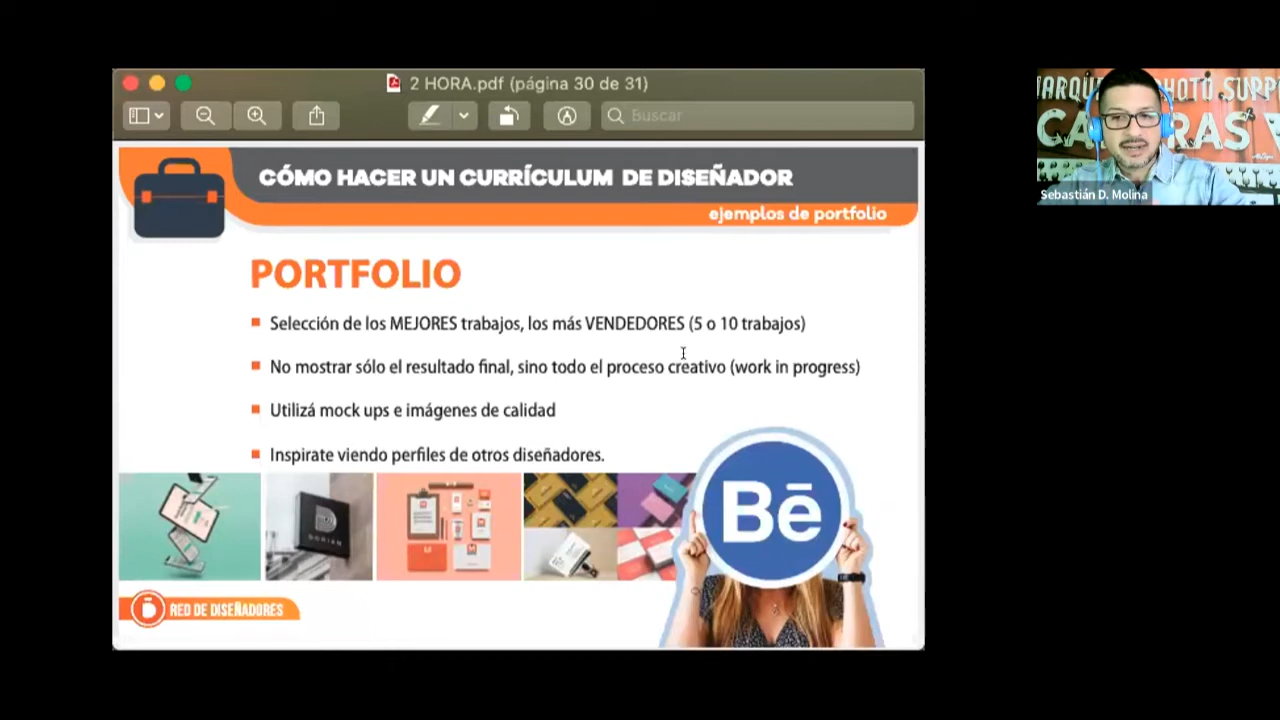 2 HORA.pdf (página 30 de 31)
Buscar
CÓMO HACER UN CURRÍCULUM DE DISEÑADOR
ejemplos de portfolio
PORTFOLIO
Selección de los MEJORES trabajos, los más VENDEDORES (5 o 10 trabajos)
No mostrar sólo el resultado final, sino todo el proceso creativo (work in progress)
Utilizá mock ups e imágenes de calidad
Inspirate viendo perfiles de otros diseñadores.
Bē
RED DE DISEÑADORES
PHOTO SUPP
Sebastián D. Molina